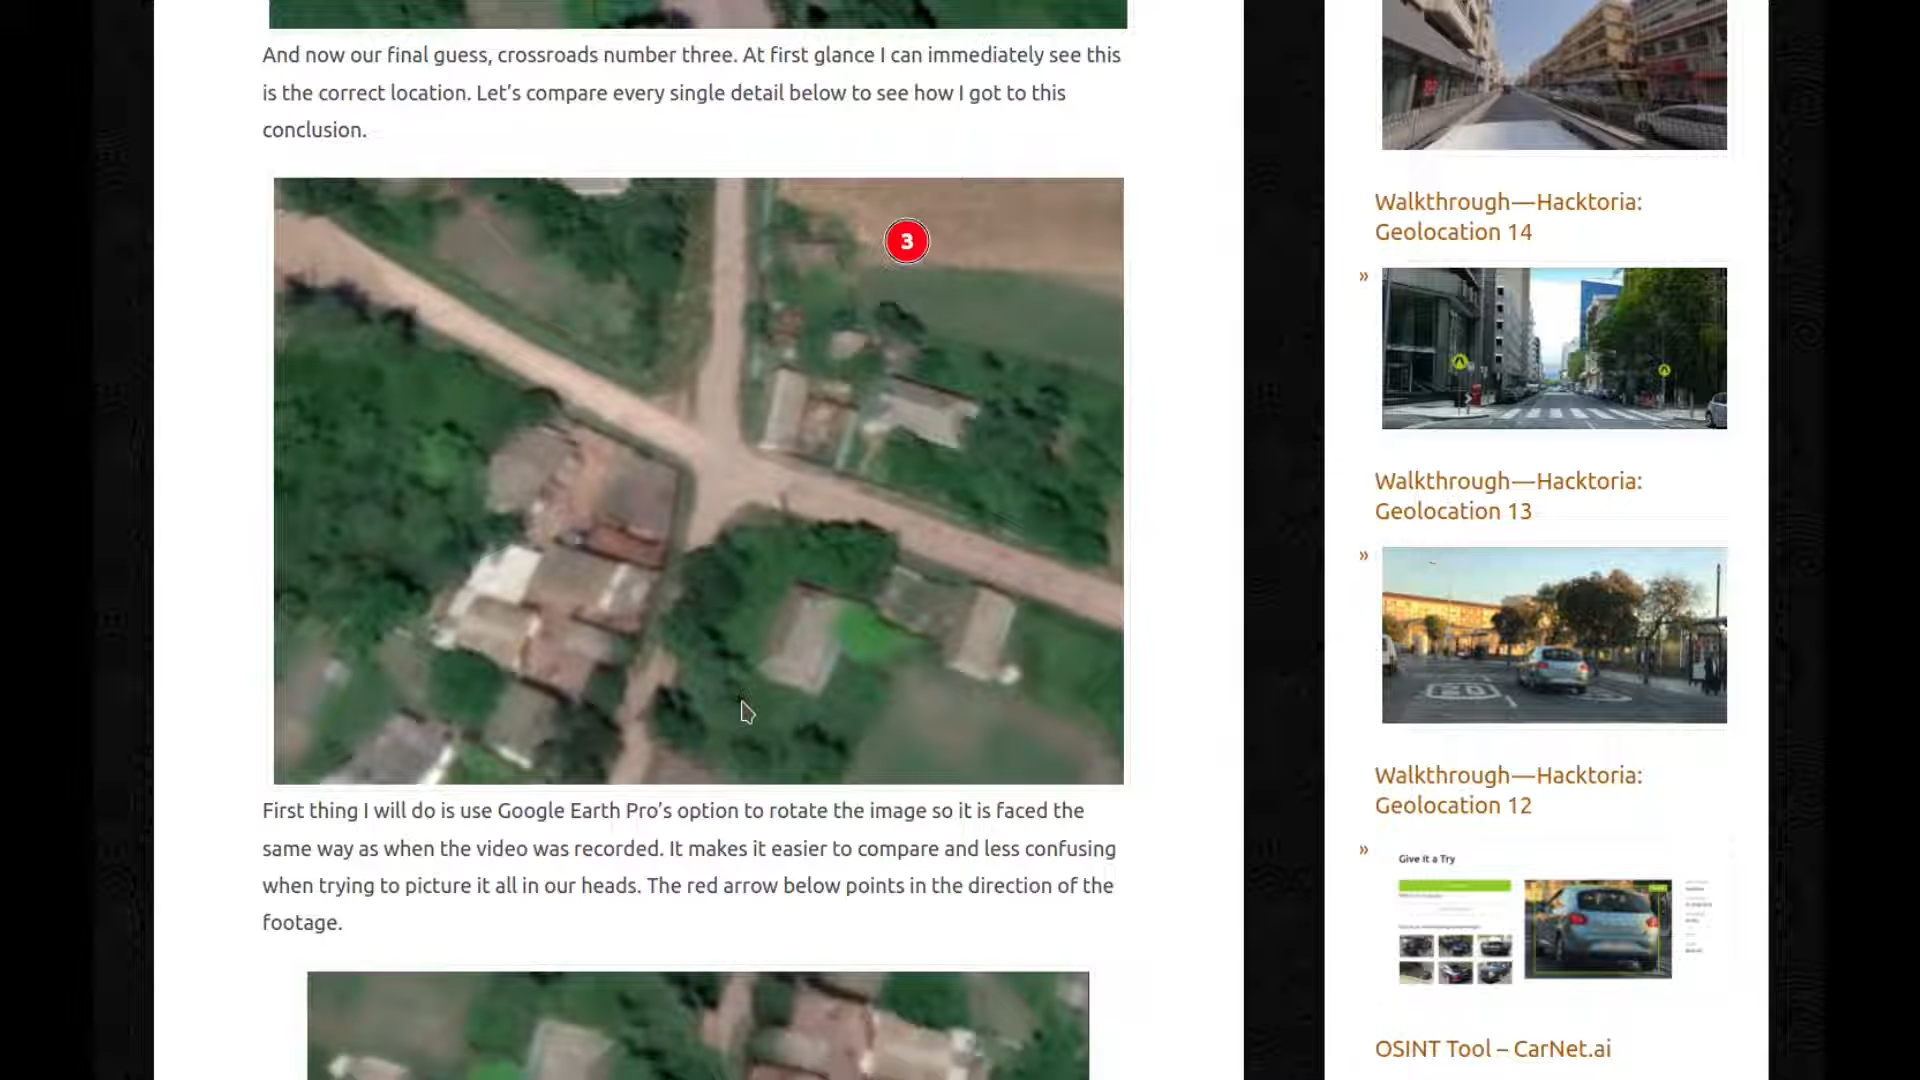 And now our final guess, crossroads number three. At first glance I can immediately see this
is the correct location. Let’s compare every single detail below to see how I got to this
conclusion.
3
First thing I will do is use Google Earth Pro’s option to rotate the image so it is faced the
same way as when the video was recorded. It makes it easier to compare and less confusing
when trying to picture it all in our heads. The red arrow below points in the direction of the
footage.
Walkthrough—Hacktoria:
Geolocation 14
»
Walkthrough—Hacktoria:
Geolocation 13
»
Walkthrough—Hacktoria:
Geolocation 12
»
Give it a Try
OSINT Tool – CarNet.ai